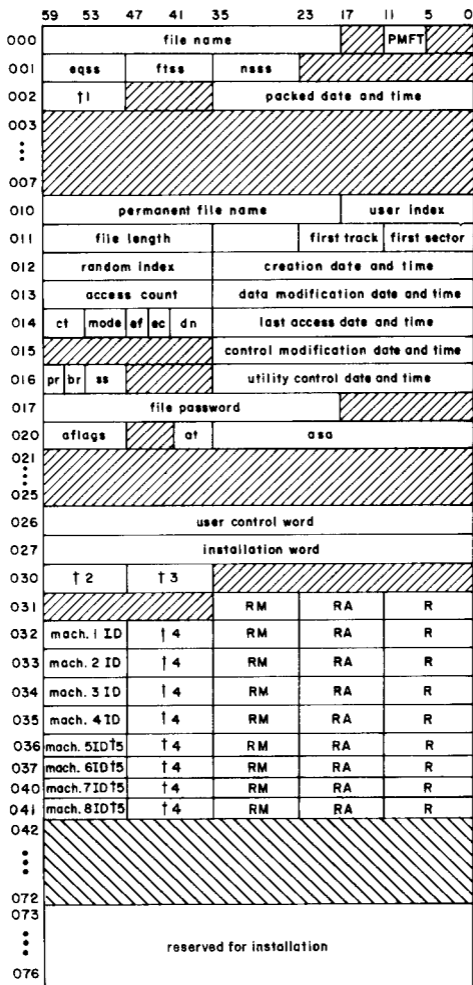 59 53 47 41 35 29 23 17 11 5 0
000 file name PMFT
001 eqss ftss nsss
002 †1 packed date and time
003
007
010 permanent file name user index
011 file length first track first sector
012 random index creation date and time
013 access count data modification date and time
014 ct mode ef ec dn last access date and time
015 control modification date and time
016 pr br ss utility control date and time
017 file password
020 aflags at asa
021
025
026 user control word
027 installation word
030 †2 †3
031 RM RA R
032 mach. 1 ID †4 RM RA R
033 mach. 2 ID †4 RM RA R
034 mach. 3 ID †4 RM RA R
035 mach. 4 ID †4 RM RA R
036 mach. 5ID†5 †4 RM RA R
037 mach. 6ID†5 †4 RM RA R
040 mach. 7ID†5 †4 RM RA R
041 mach. 8ID†5 †4 RM RA R
042
072
073
reserved for installation
076